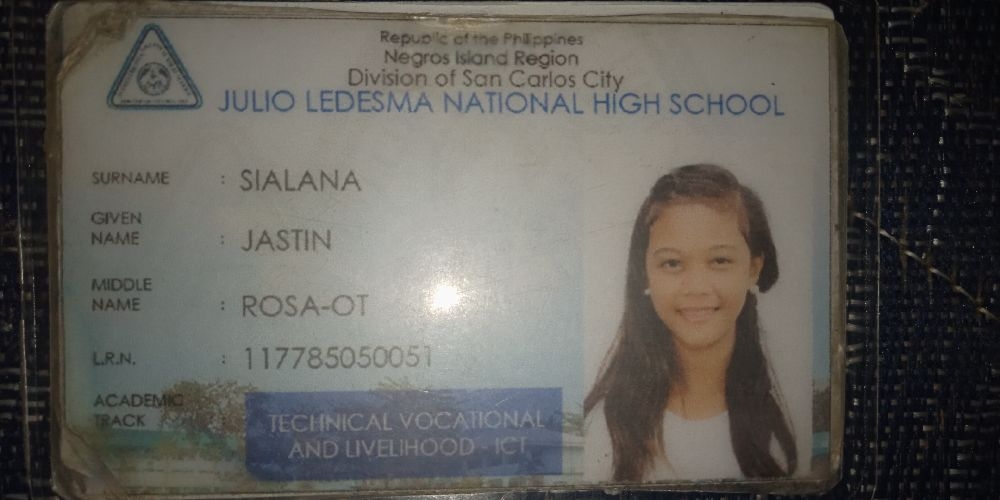 Republic of the Philippines
Negros Island Region
Division of San Carlos City
JULIO LEDESMA NATIONAL HIGH SCHOOL
SURNAME : SIALANA
GIVEN
NAME : JASTIN
MIDDLE
NAME : ROSA-OT
L.R.N. : 117785050051
ACADEMIC
TRACK
TECHNICAL VOCATIONAL
AND LIVELIHOOD - ICT